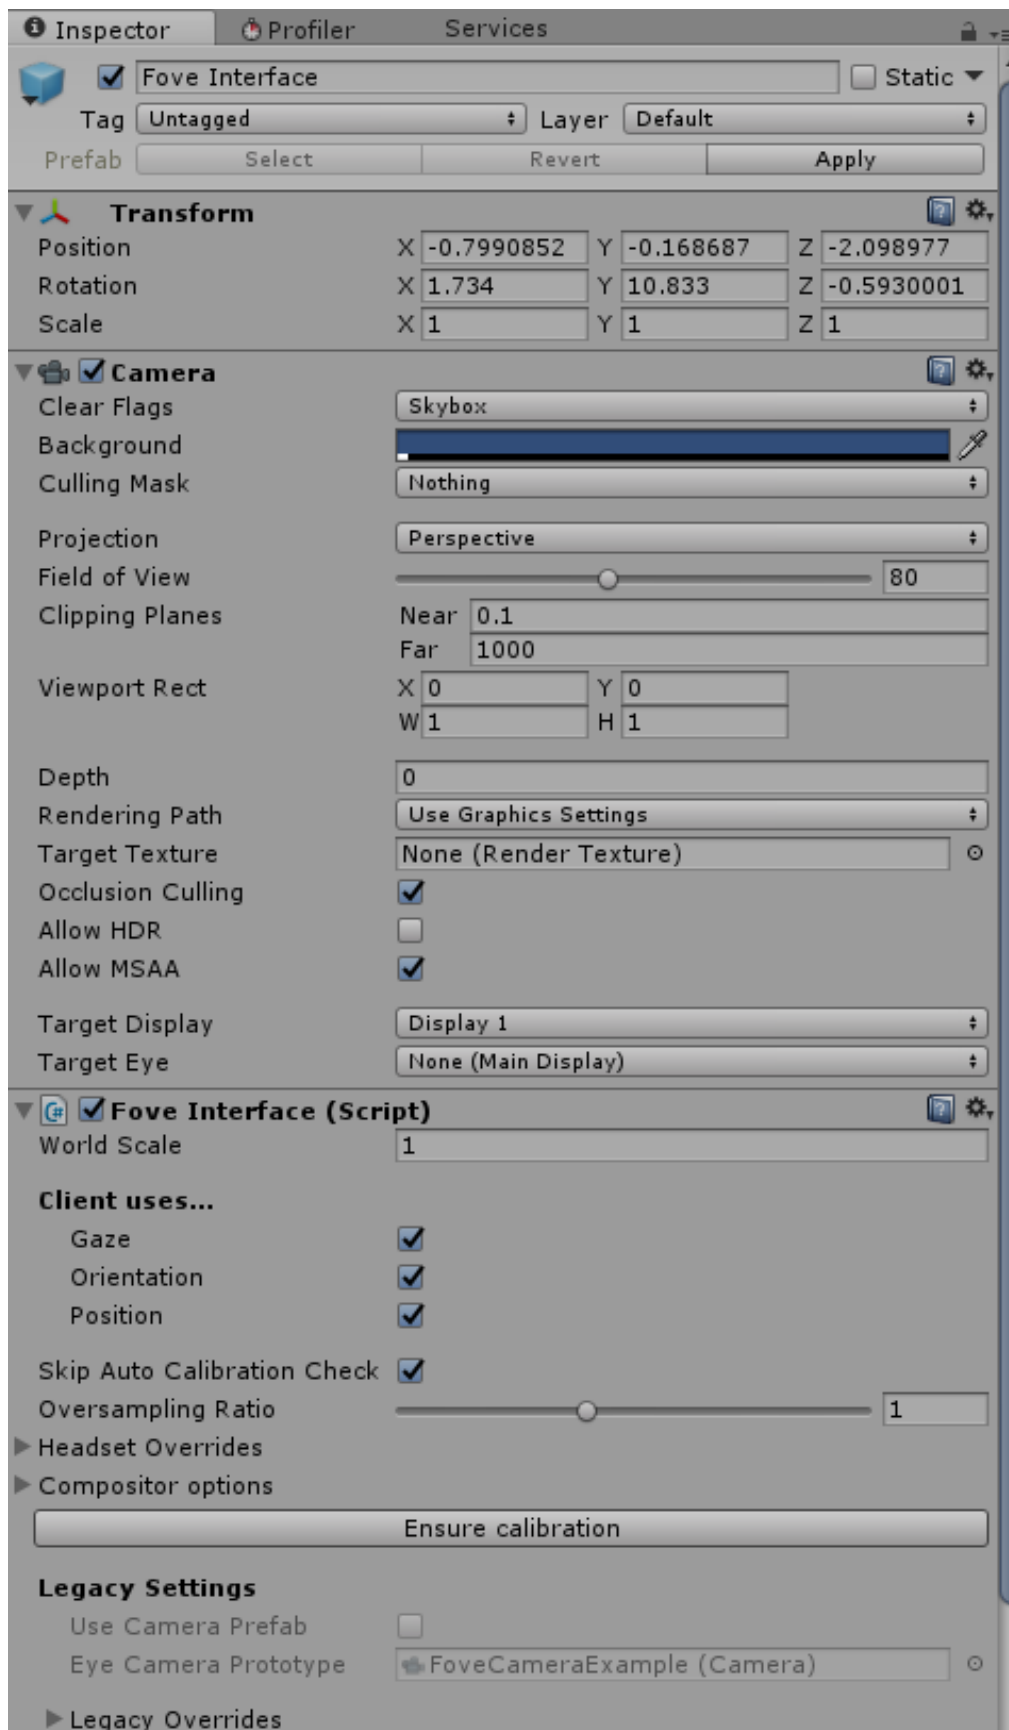 Inspector Profiler Services
Fove Interface Static
Tag Untagged Layer Default
Prefab Select Revert Apply
Transform
Position X -0.7990852 Y -0.168687 Z -2.098977
Rotation X 1.734 Y 10.833 Z -0.5930001
Scale X 1 Y 1 Z 1
Camera
Clear Flags Skybox
Background
Culling Mask Nothing
Projection Perspective
Field of View 80
Clipping Planes Near 0.1
Far 1000
Viewport Rect X 0 Y 0
W 1 H 1
Depth 0
Rendering Path Use Graphics Settings
Target Texture None (Render Texture)
Occlusion Culling
Allow HDR
Allow MSAA
Target Display Display 1
Target Eye None (Main Display)
C# Fove Interface (Script)
World Scale 1
Client uses...
Gaze
Orientation
Position
Skip Auto Calibration Check
Oversampling Ratio 1
Headset Overrides
Compositor options
Ensure calibration
Legacy Settings
Use Camera Prefab
Eye Camera Prototype FoveCameraExample (Camera)
Legacy Overrides